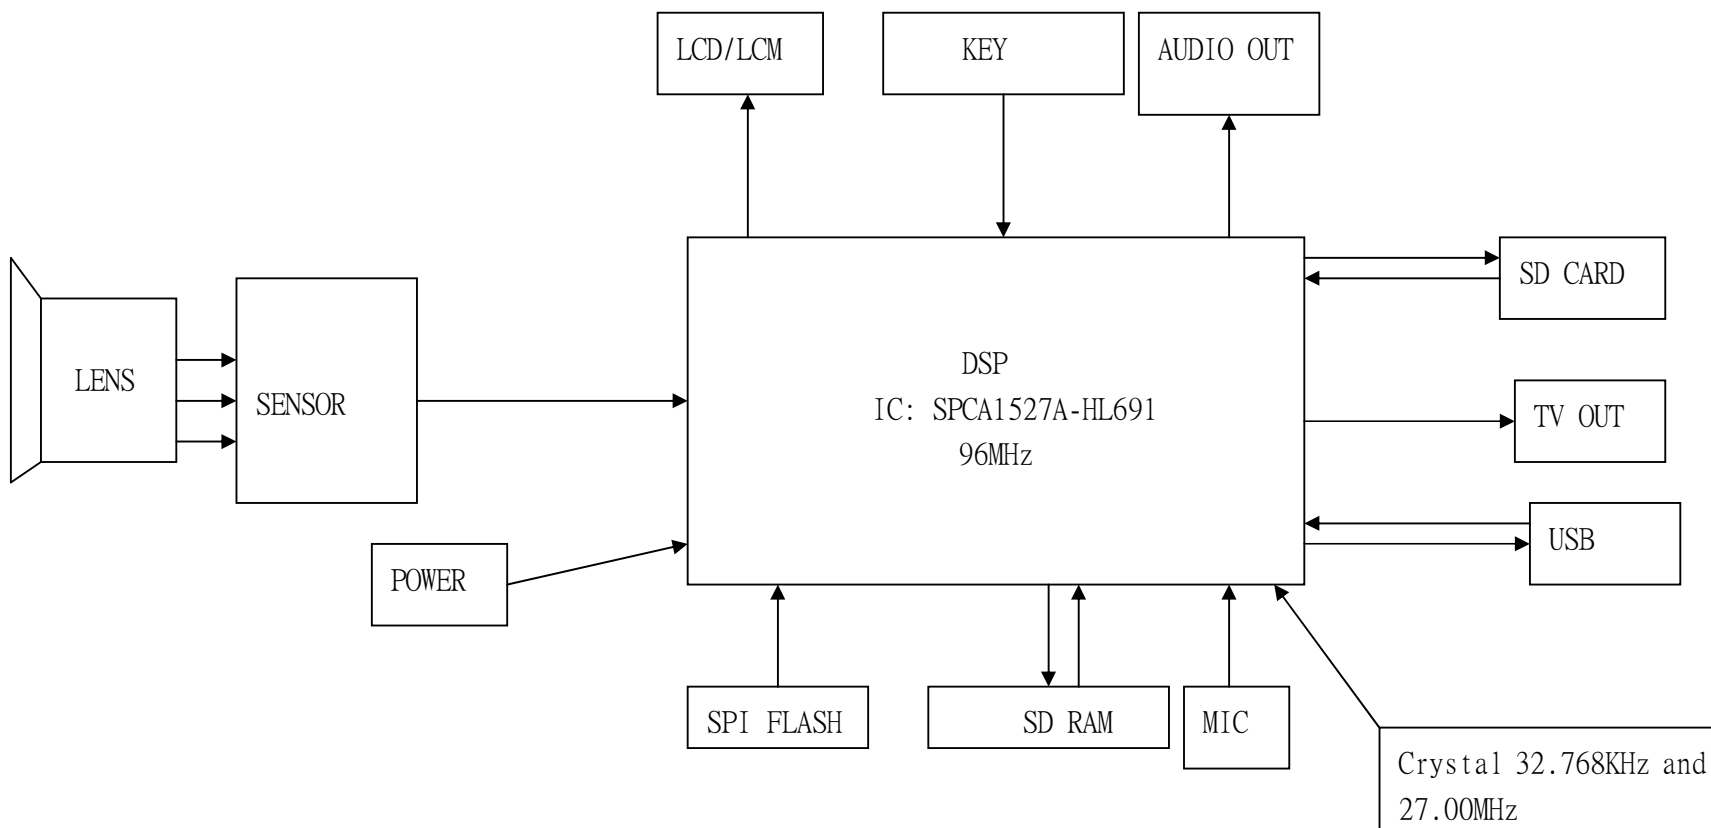 LCD/LCM
KEY
AUDIO OUT
SD CARD
LENS
SENSOR
DSP
IC: SPCA1527A-HL691
96MHz
TV OUT
USB
POWER
SPI FLASH
SD RAM
MIC
Crystal 32.768KHz and
27.00MHz